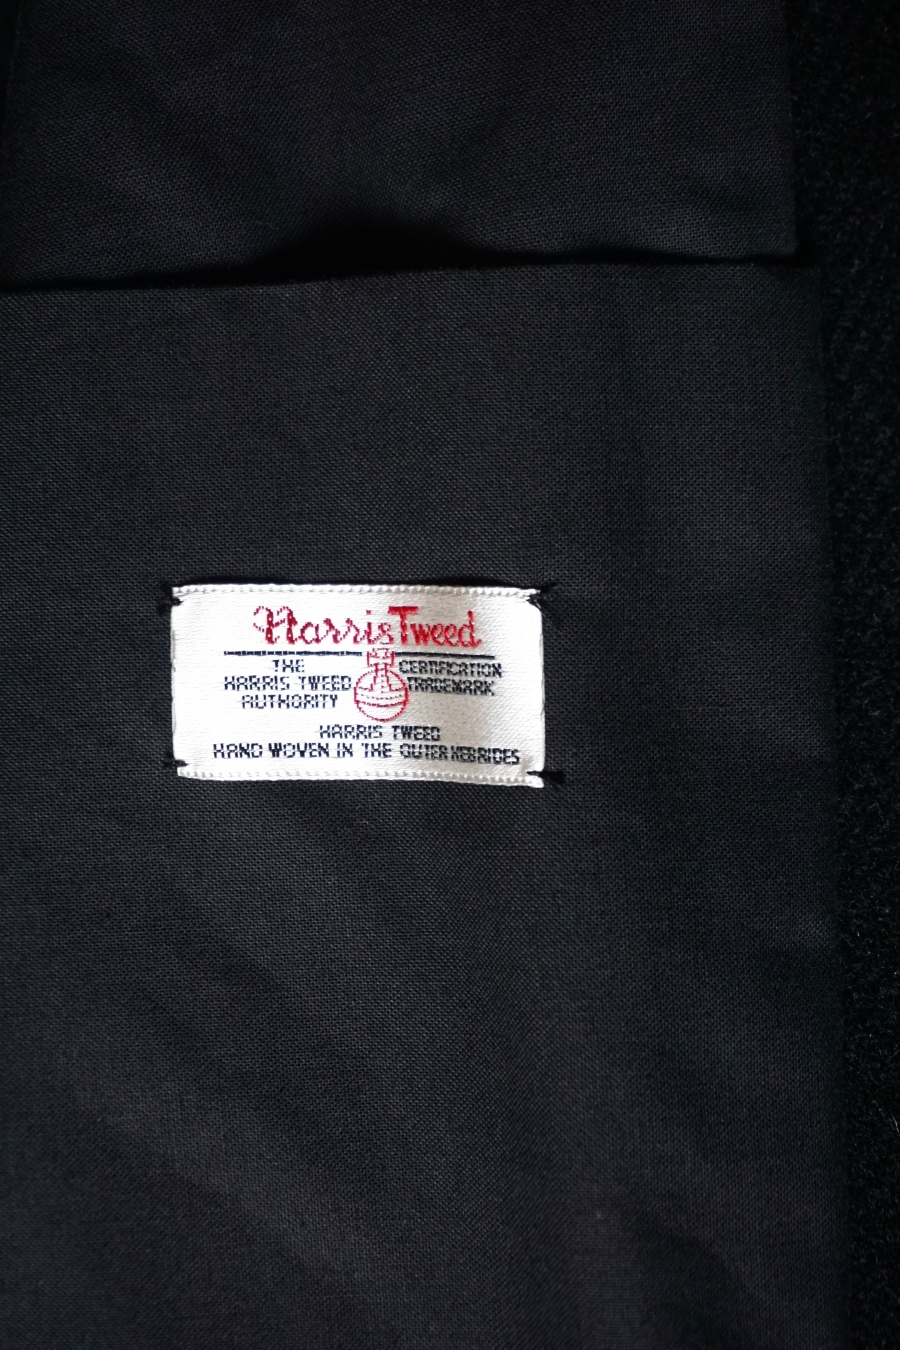 Harris Tweed
THE CERTIFICATION
HARRIS TWEED TRADEMARK
AUTHORITY
HARRIS TWEED
HAND WOVEN IN THE OUTER HEBRIDES